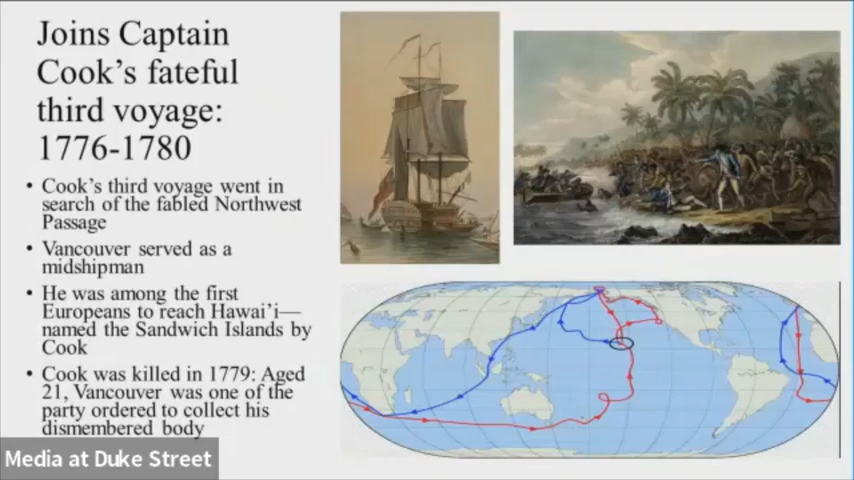 Joins Captain
Cook's fateful
third voyage:
1776-1780
• Cook's third voyage went in
search of the fabled Northwest
Passage
• Vancouver served as a
midshipman
• He was among the first
Europeans to reach Hawai'i—
named the Sandwich Islands by
Cook
• Cook was killed in 1779: Aged
21, Vancouver was one of the
party ordered to collect his
dismembered body
Media at Duke Street